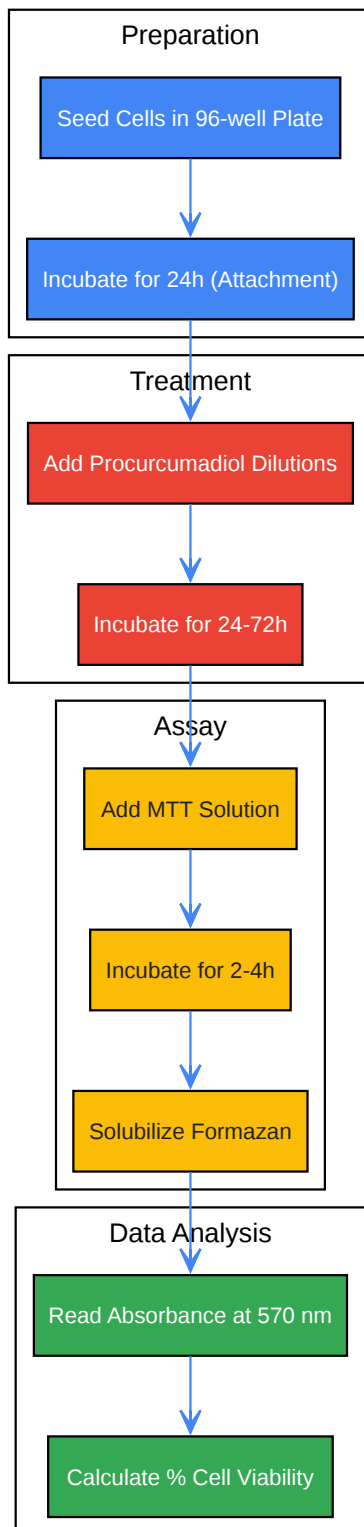 Preparation
Seed Cells in 96-well Plate
Incubate for 24h (Attachment)
Treatment
Add Procurcumadiol Dilutions
Incubate for 24-72h
Assay
Add MTT Solution
Incubate for 2-4h
Solubilize Formazan
Data Analysis
Read Absorbance at 570 nm
Calculate % Cell Viability